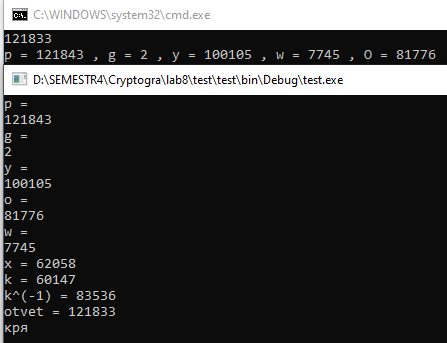 C:\WINDOWS\system32\cmd.exe
121833
p = 121843 , g = 2 , y = 100105 , w = 7745 , O = 81776
D:\SEMESTR4\Cryptogra\lab8\test\test\bin\Debug\test.exe
p =
121843
g =
2
y =
100105
o =
81776
w =
7745
x = 62058
k = 60147
k^(-1) = 83536
otvet = 121833
кря